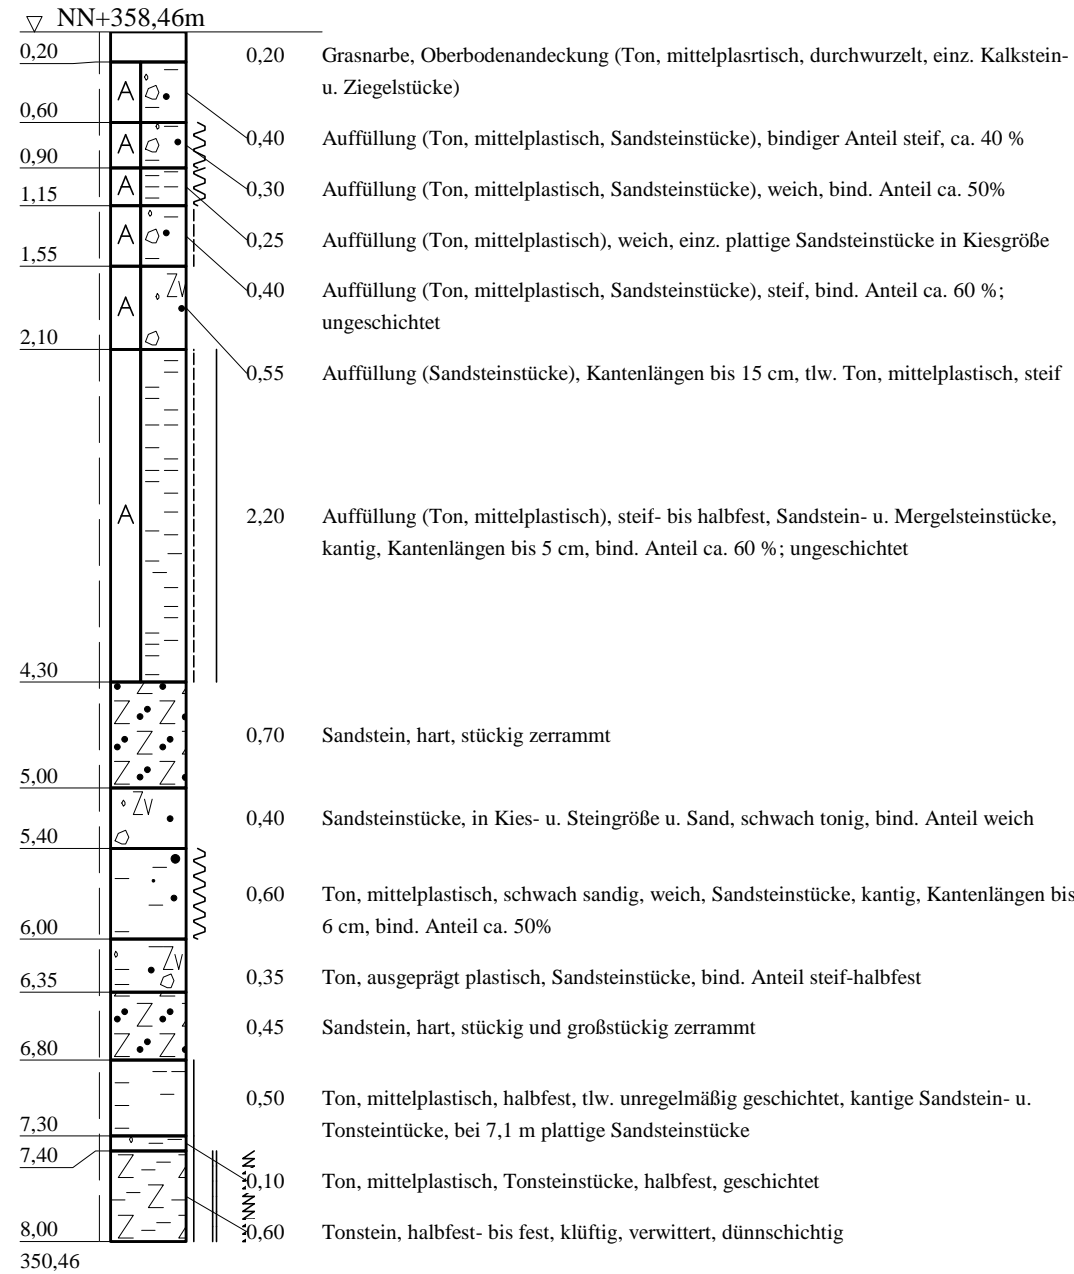 NN+358,46m
0,20
0,20 Grasnarbe, Oberbodenandeckung (Ton, mittelplasrtisch, durchwurzelt, einz. Kalkstein-
u. Ziegelstücke)
A
0,60
0,40 Auffüllung (Ton, mittelplastisch, Sandsteinstücke), bindiger Anteil steif, ca. 40 %
A
0,90
0,30 Auffüllung (Ton, mittelplastisch, Sandsteinstücke), weich, bind. Anteil ca. 50%
A
1,15
0,25 Auffüllung (Ton, mittelplastisch), weich, einz. plattige Sandsteinstücke in Kiesgröße
A
1,55
0,40 Auffüllung (Ton, mittelplastisch, Sandsteinstücke), steif, bind. Anteil ca. 60 %;
ungeschichtet
A Zv
2,10
0,55 Auffüllung (Sandsteinstücke), Kantenlängen bis 15 cm, tlw. Ton, mittelplastisch, steif
A
2,20 Auffüllung (Ton, mittelplastisch), steif- bis halbfest, Sandstein- u. Mergelsteinstücke,
kantig, Kantenlängen bis 5 cm, bind. Anteil ca. 60 %; ungeschichtet
4,30
Z Z
Z Z
0,70 Sandstein, hart, stückig zerrammt
Z
Z Z
5,00
Zv
0,40 Sandsteinstücke, in Kies- u. Steingröße u. Sand, schwach tonig, bind. Anteil weich
5,40
0,60 Ton, mittelplastisch, schwach sandig, weich, Sandsteinstücke, kantig, Kantenlängen bis
6 cm, bind. Anteil ca. 50%
6,00
Zv
0,35 Ton, ausgeprägt plastisch, Sandsteinstücke, bind. Anteil steif-halbfest
6,35
Z
0,45 Sandstein, hart, stückig und großstückig zerrammt
Z Z
6,80
0,50 Ton, mittelplastisch, halbfest, tlw. unregelmäßig geschichtet, kantige Sandstein- u.
Tonsteintücke, bei 7,1 m plattige Sandsteinstücke
7,30
7,40
Z Z
0,10 Ton, mittelplastisch, Tonsteinstücke, halbfest, geschichtet
Z
Z Z
0,60 Tonstein, halbfest- bis fest, klüftig, verwittert, dünnschichtig
8,00
350,46